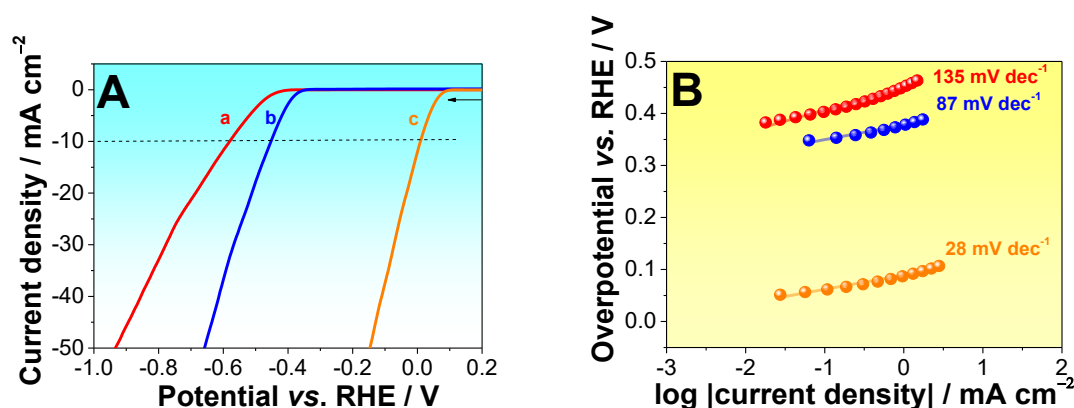 A
a
b
c
0
-10
-20
-30
-40
-50
-1.0 -0.8 -0.6 -0.4 -0.2 0.0 0.2
Current density / mA cm⁻²
Potential vs. RHE / V
B
135 mV dec⁻¹
87 mV dec⁻¹
28 mV dec⁻¹
0.5
0.4
0.3
0.2
0.1
0.0
-3 -2 -1 0 1 2
Overpotential vs. RHE / V
log |current density| / mA cm⁻²